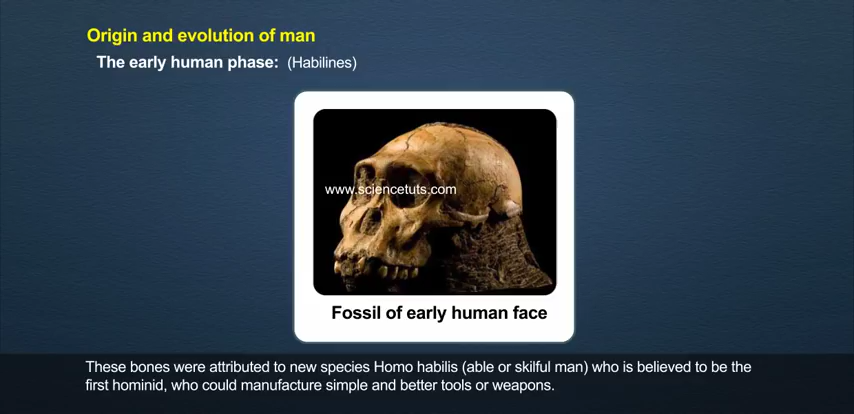 Origin and evolution of man
The early human phase: (Habilines)
www.sciencetuts.com
Fossil of early human face
These bones were attributed to new species Homo habilis (able or skilful man) who is believed to be the
first hominid, who could manufacture simple and better tools or weapons.